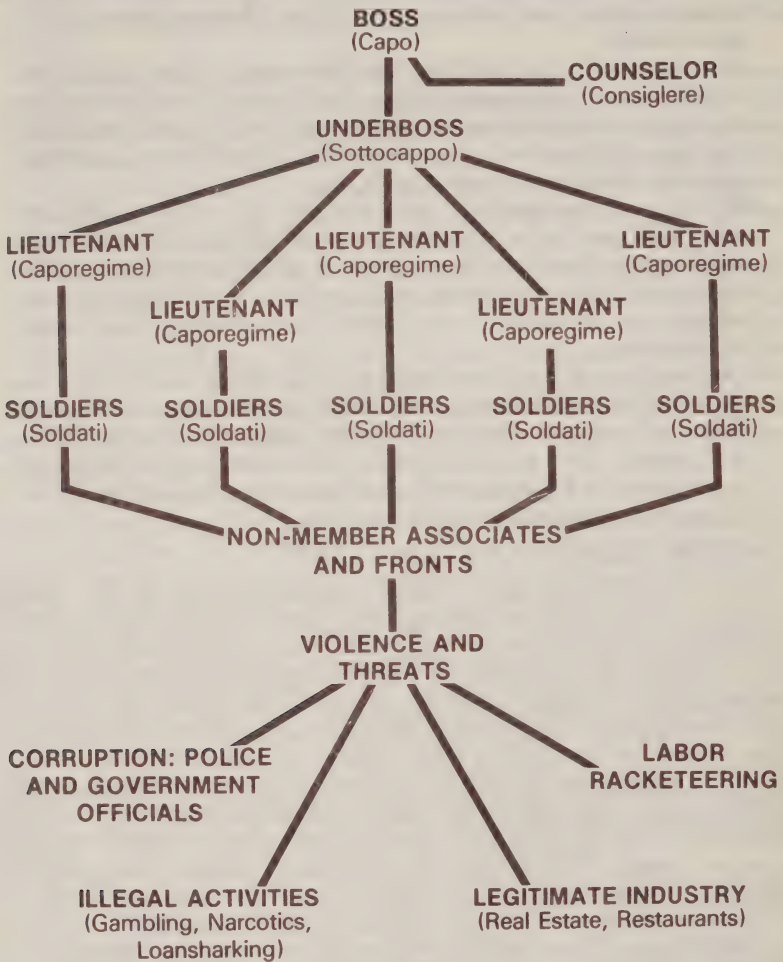 BOSS
(Capo)
COUNSELOR
(Consiglere)
UNDERBOSS
(Sottocappo)
LIEUTENANT
(Caporegime)
LIEUTENANT
(Caporegime)
LIEUTENANT
(Caporegime)
LIEUTENANT
(Caporegime)
LIEUTENANT
(Caporegime)
SOLDIERS
(Soldati)
SOLDIERS
(Soldati)
SOLDIERS
(Soldati)
SOLDIERS
(Soldati)
SOLDIERS
(Soldati)
NON-MEMBER ASSOCIATES
AND FRONTS
VIOLENCE AND
THREATS
CORRUPTION: POLICE
AND GOVERNMENT
OFFICIALS
LABOR
RACKETEERING
ILLEGAL ACTIVITIES
(Gambling, Narcotics,
Loansharking)
LEGITIMATE INDUSTRY
(Real Estate, Restaurants)